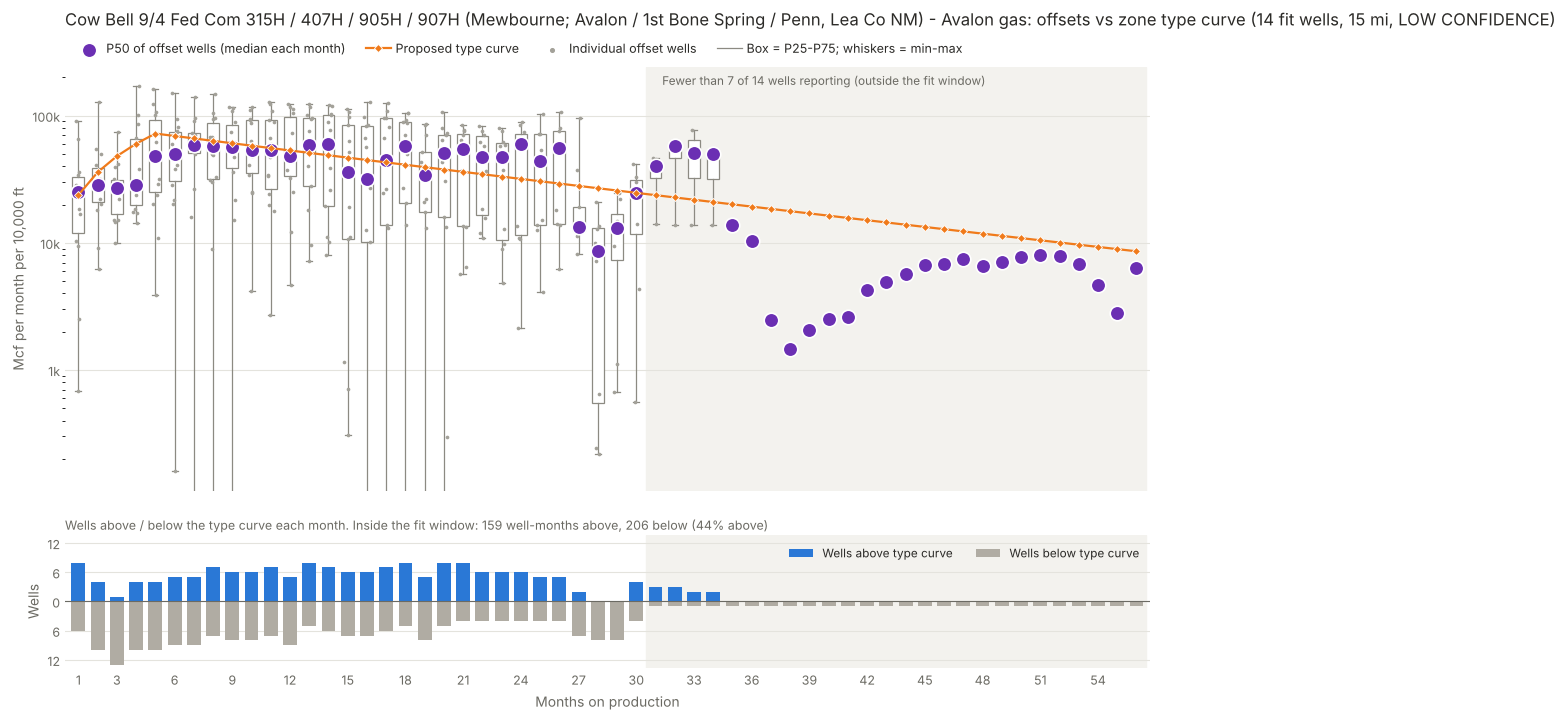 Cow Bell 9/4 Fed Com 315H / 407H / 905H / 907H (Mewbourne; Avalon / 1st Bone Spring / Penn, Lea Co NM) - Avalon gas: offsets vs zone type curve (14 fit wells, 15 mi, LOW CONFIDENCE)
P50 of offset wells (median each month) Proposed type curve Individual offset wells Box = P25-P75; whiskers = min-max
Fewer than 7 of 14 wells reporting (outside the fit window)
100k
10k
1k
Mcf per month per 10,000 ft
Wells above / below the type curve each month. Inside the fit window: 159 well-months above, 206 below (44% above)
Wells above type curve Wells below type curve
12
6
0
6
12
Wells
1 3 6 9 12 15 18 21 24 27 30 33 36 39 42 45 48 51 54
Months on production